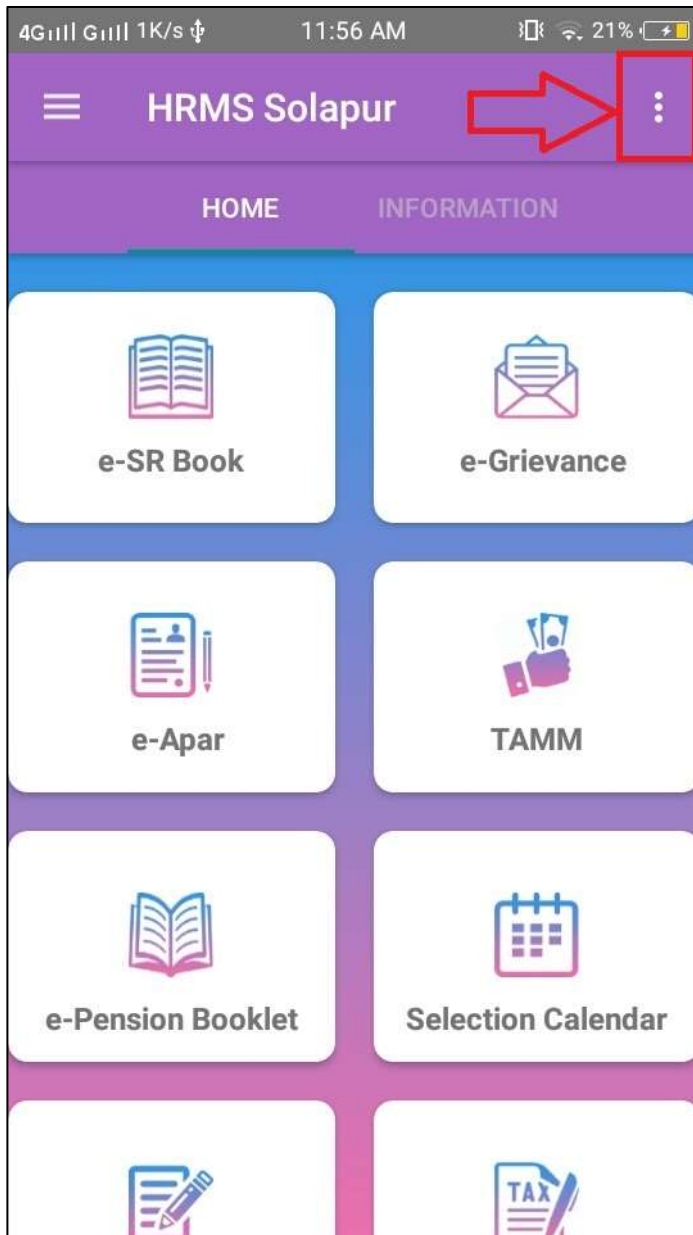 4G G 1K/s 11:56 AM 21%
HRMS Solapur
HOME INFORMATION
e-SR Book e-Grievance
e-Apar TAMM
e-Pension Booklet Selection Calendar
TAX